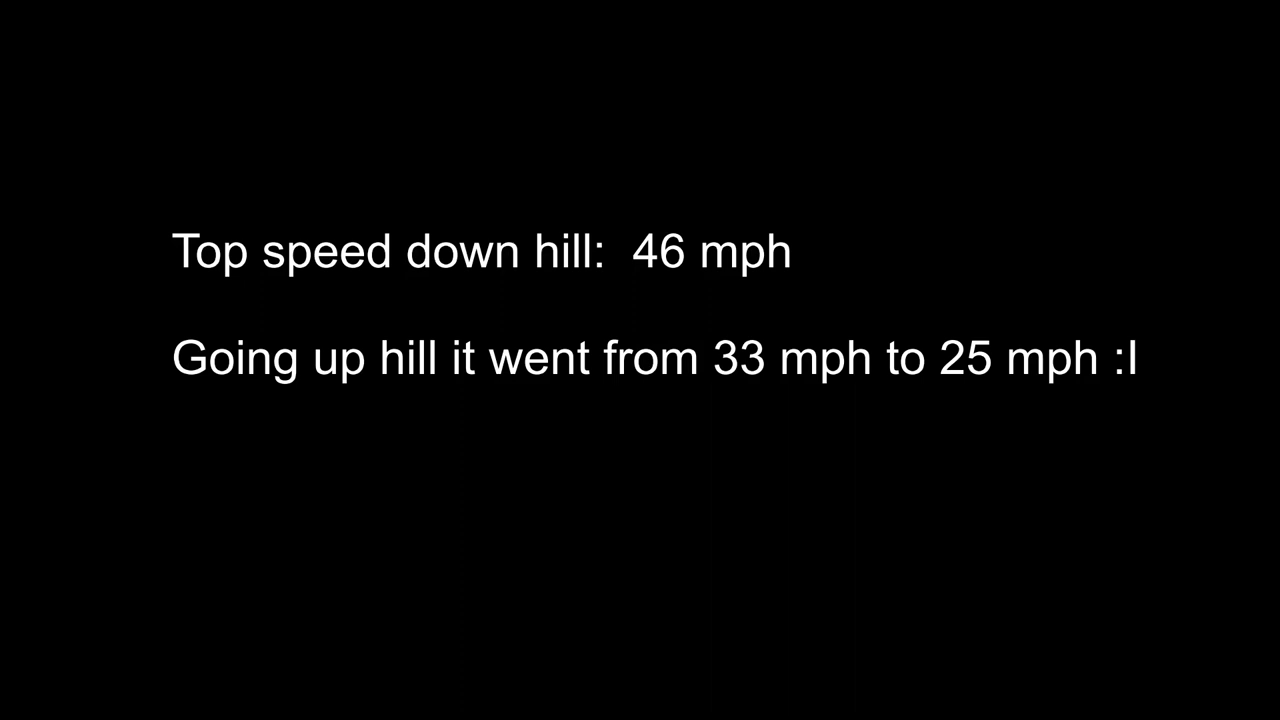 Top speed down hill:  46 mph
Going up hill it went from 33 mph to 25 mph :l